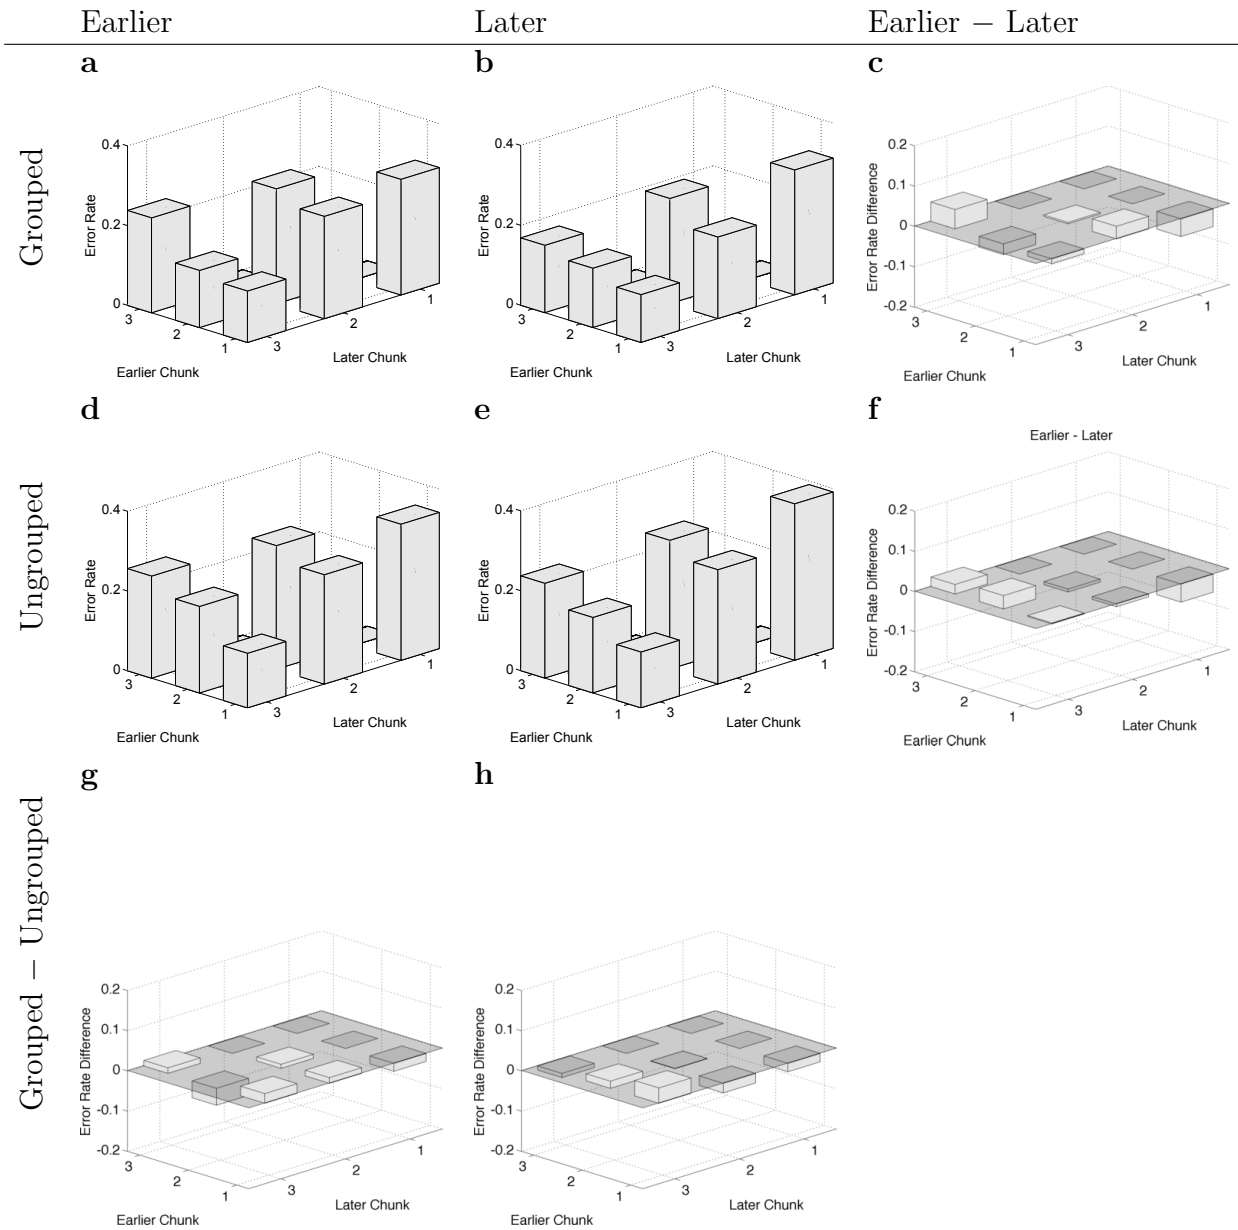 Earlier Later Earlier − Later
Grouped
a
0.4
0.2
0
Error Rate
3
2
1
Earlier Chunk
3
2
1
Later Chunk
b
0.4
0.2
0
Error Rate
3
2
1
Earlier Chunk
3
2
1
Later Chunk
c
0.2
0.1
0
-0.1
-0.2
Error Rate Difference
3
2
1
Earlier Chunk
3
2
1
Later Chunk
Ungrouped
d
0.4
0.2
0
Error Rate
3
2
1
Earlier Chunk
3
2
1
Later Chunk
e
0.4
0.2
0
Error Rate
3
2
1
Earlier Chunk
3
2
1
Later Chunk
f
Earlier - Later
0.2
0.1
0
-0.1
-0.2
Error Rate Difference
3
2
1
Earlier Chunk
3
2
1
Later Chunk
Grouped − Ungrouped
g
0.2
0.1
0
-0.1
-0.2
Error Rate Difference
3
2
1
Earlier Chunk
3
2
1
Later Chunk
h
0.2
0.1
0
-0.1
-0.2
Error Rate Difference
3
2
1
Earlier Chunk
3
2
1
Later Chunk